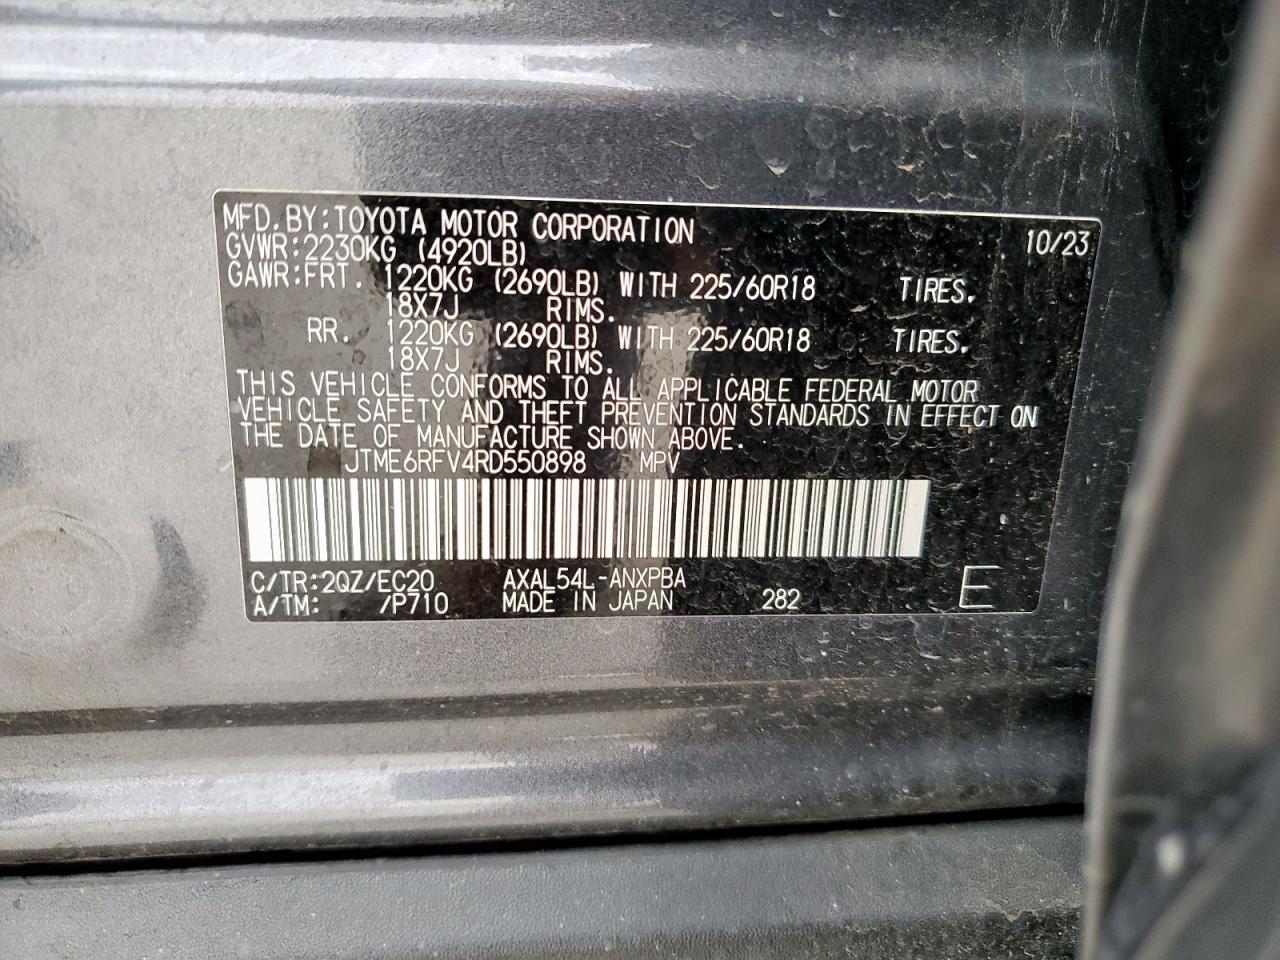 MFD.BY:TOYOTA MOTOR CORPORATION 10/23
GVWR:2230KG (4920LB)
GAWR:FRT. 1220KG (2690LB) WITH 225/60R18 TIRES.
18X7J RIMS.
RR. 1220KG (2690LB) WITH 225/60R18 TIRES.
18X7J RIMS.
THIS VEHICLE CONFORMS TO ALL APPLICABLE FEDERAL MOTOR
VEHICLE SAFETY AND THEFT PREVENTION STANDARDS IN EFFECT ON
THE DATE OF MANUFACTURE SHOWN ABOVE.
JTME6RFV4RD550898 MPV
C/TR:2QZ/EC20 AXAL54L-ANXPBA
A/TM: /P710 MADE IN JAPAN 282 E